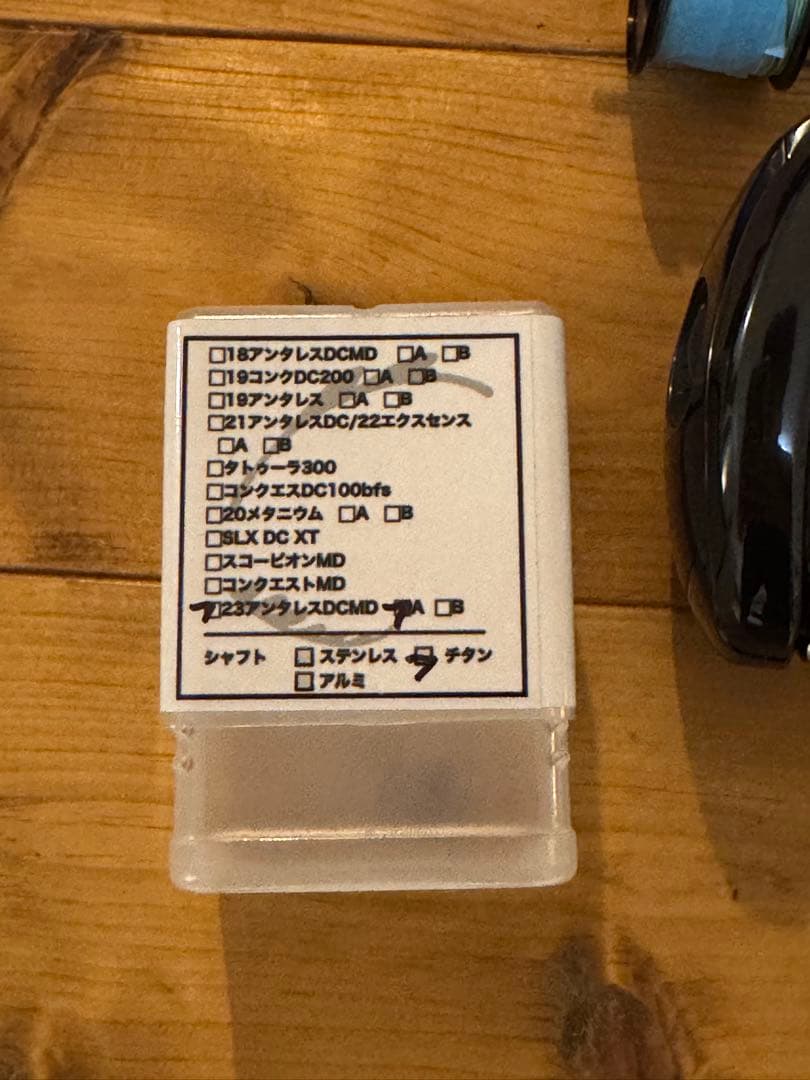 □18アンタレスDCMD □A □B
□19コンクDC200 □A □B
□19アンタレス □A □B
□21アンタレスDC/22エクスセンス
□A □B
□タトゥーラ300
□コンクエスDC100bfs
□20メタニウム □A □B
□SLX DC XT
□スコーピオンMD
□コンクエストMD
☑23アンタレスDCMD ☑A □B
シャフト □ステンレス ☑チタン
□アルミ